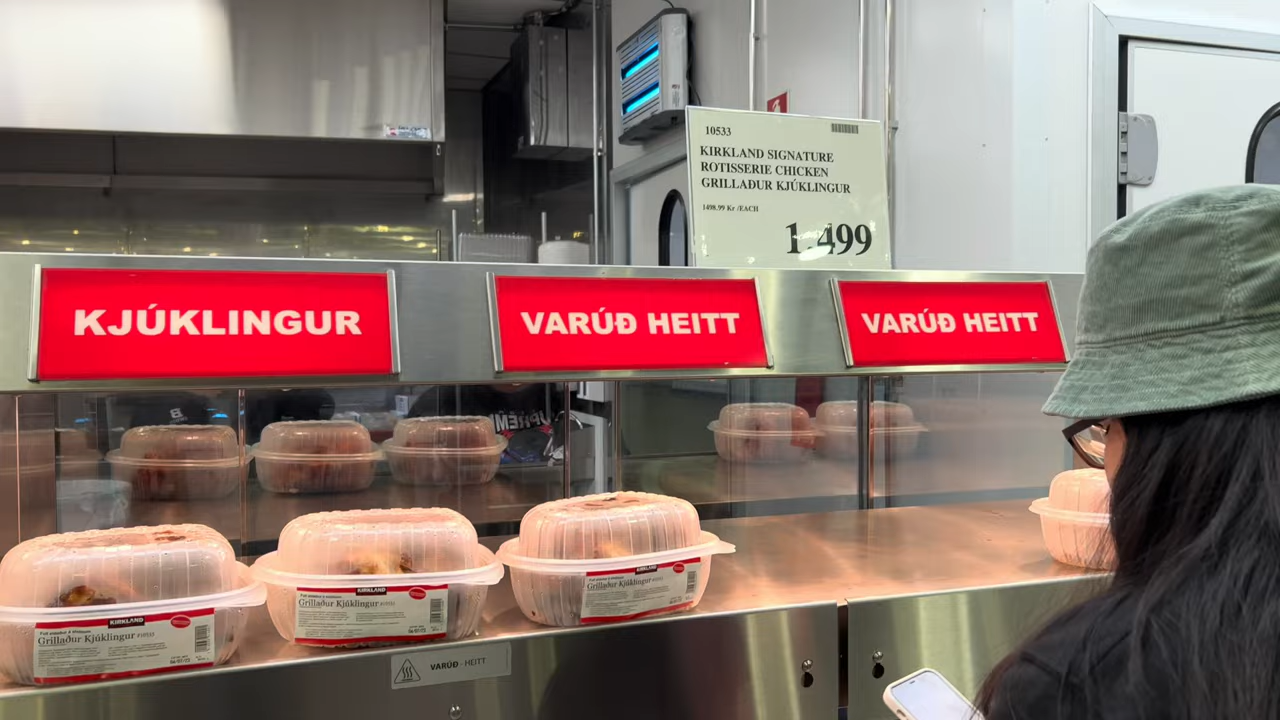 10533
KIRKLAND SIGNATURE
ROTISSERIE CHICKEN
GRILLAÐUR KJÚKLINGUR
1498.99 Kr /EACH
1.499
KJÚKLINGUR
VARÚÐ HEITT
VARÚÐ HEITT
KIRKLAND
Grillaður Kjúklingur
KIRKLAND
Grillaður Kjúklingur
KIRKLAND
Grillaður Kjúklingur
VARÚÐ - HEITT